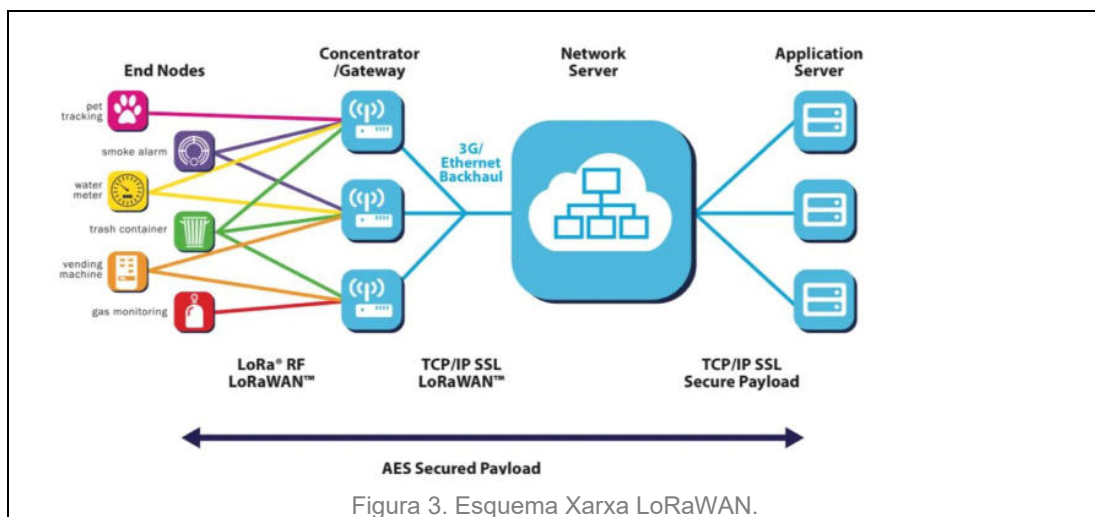 End Nodes
Concentrator
/Gateway
Network
Server
Application
Server
pet
tracking
smoke alarm
water
meter
trash container
vending
machine
gas monitoring
3G/
Ethernet
Backhaul
LoRa® RF
LoRaWAN™
TCP/IP SSL
LoRaWAN™
TCP/IP SSL
Secure Payload
AES Secured Payload
Figura 3. Esquema Xarxa LoRaWAN.